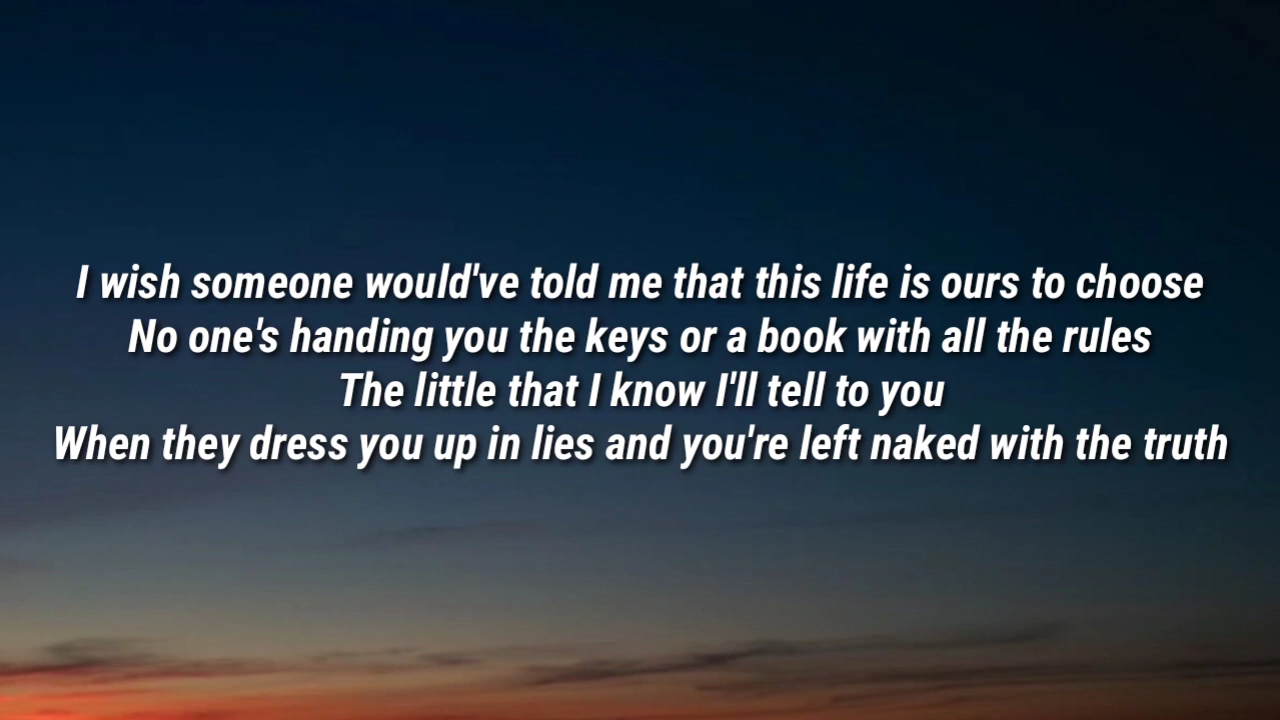 I wish someone would've told me that this life is ours to choose
No one's handing you the keys or a book with all the rules
The little that I know I'll tell to you
When they dress you up in lies and you're left naked with the truth